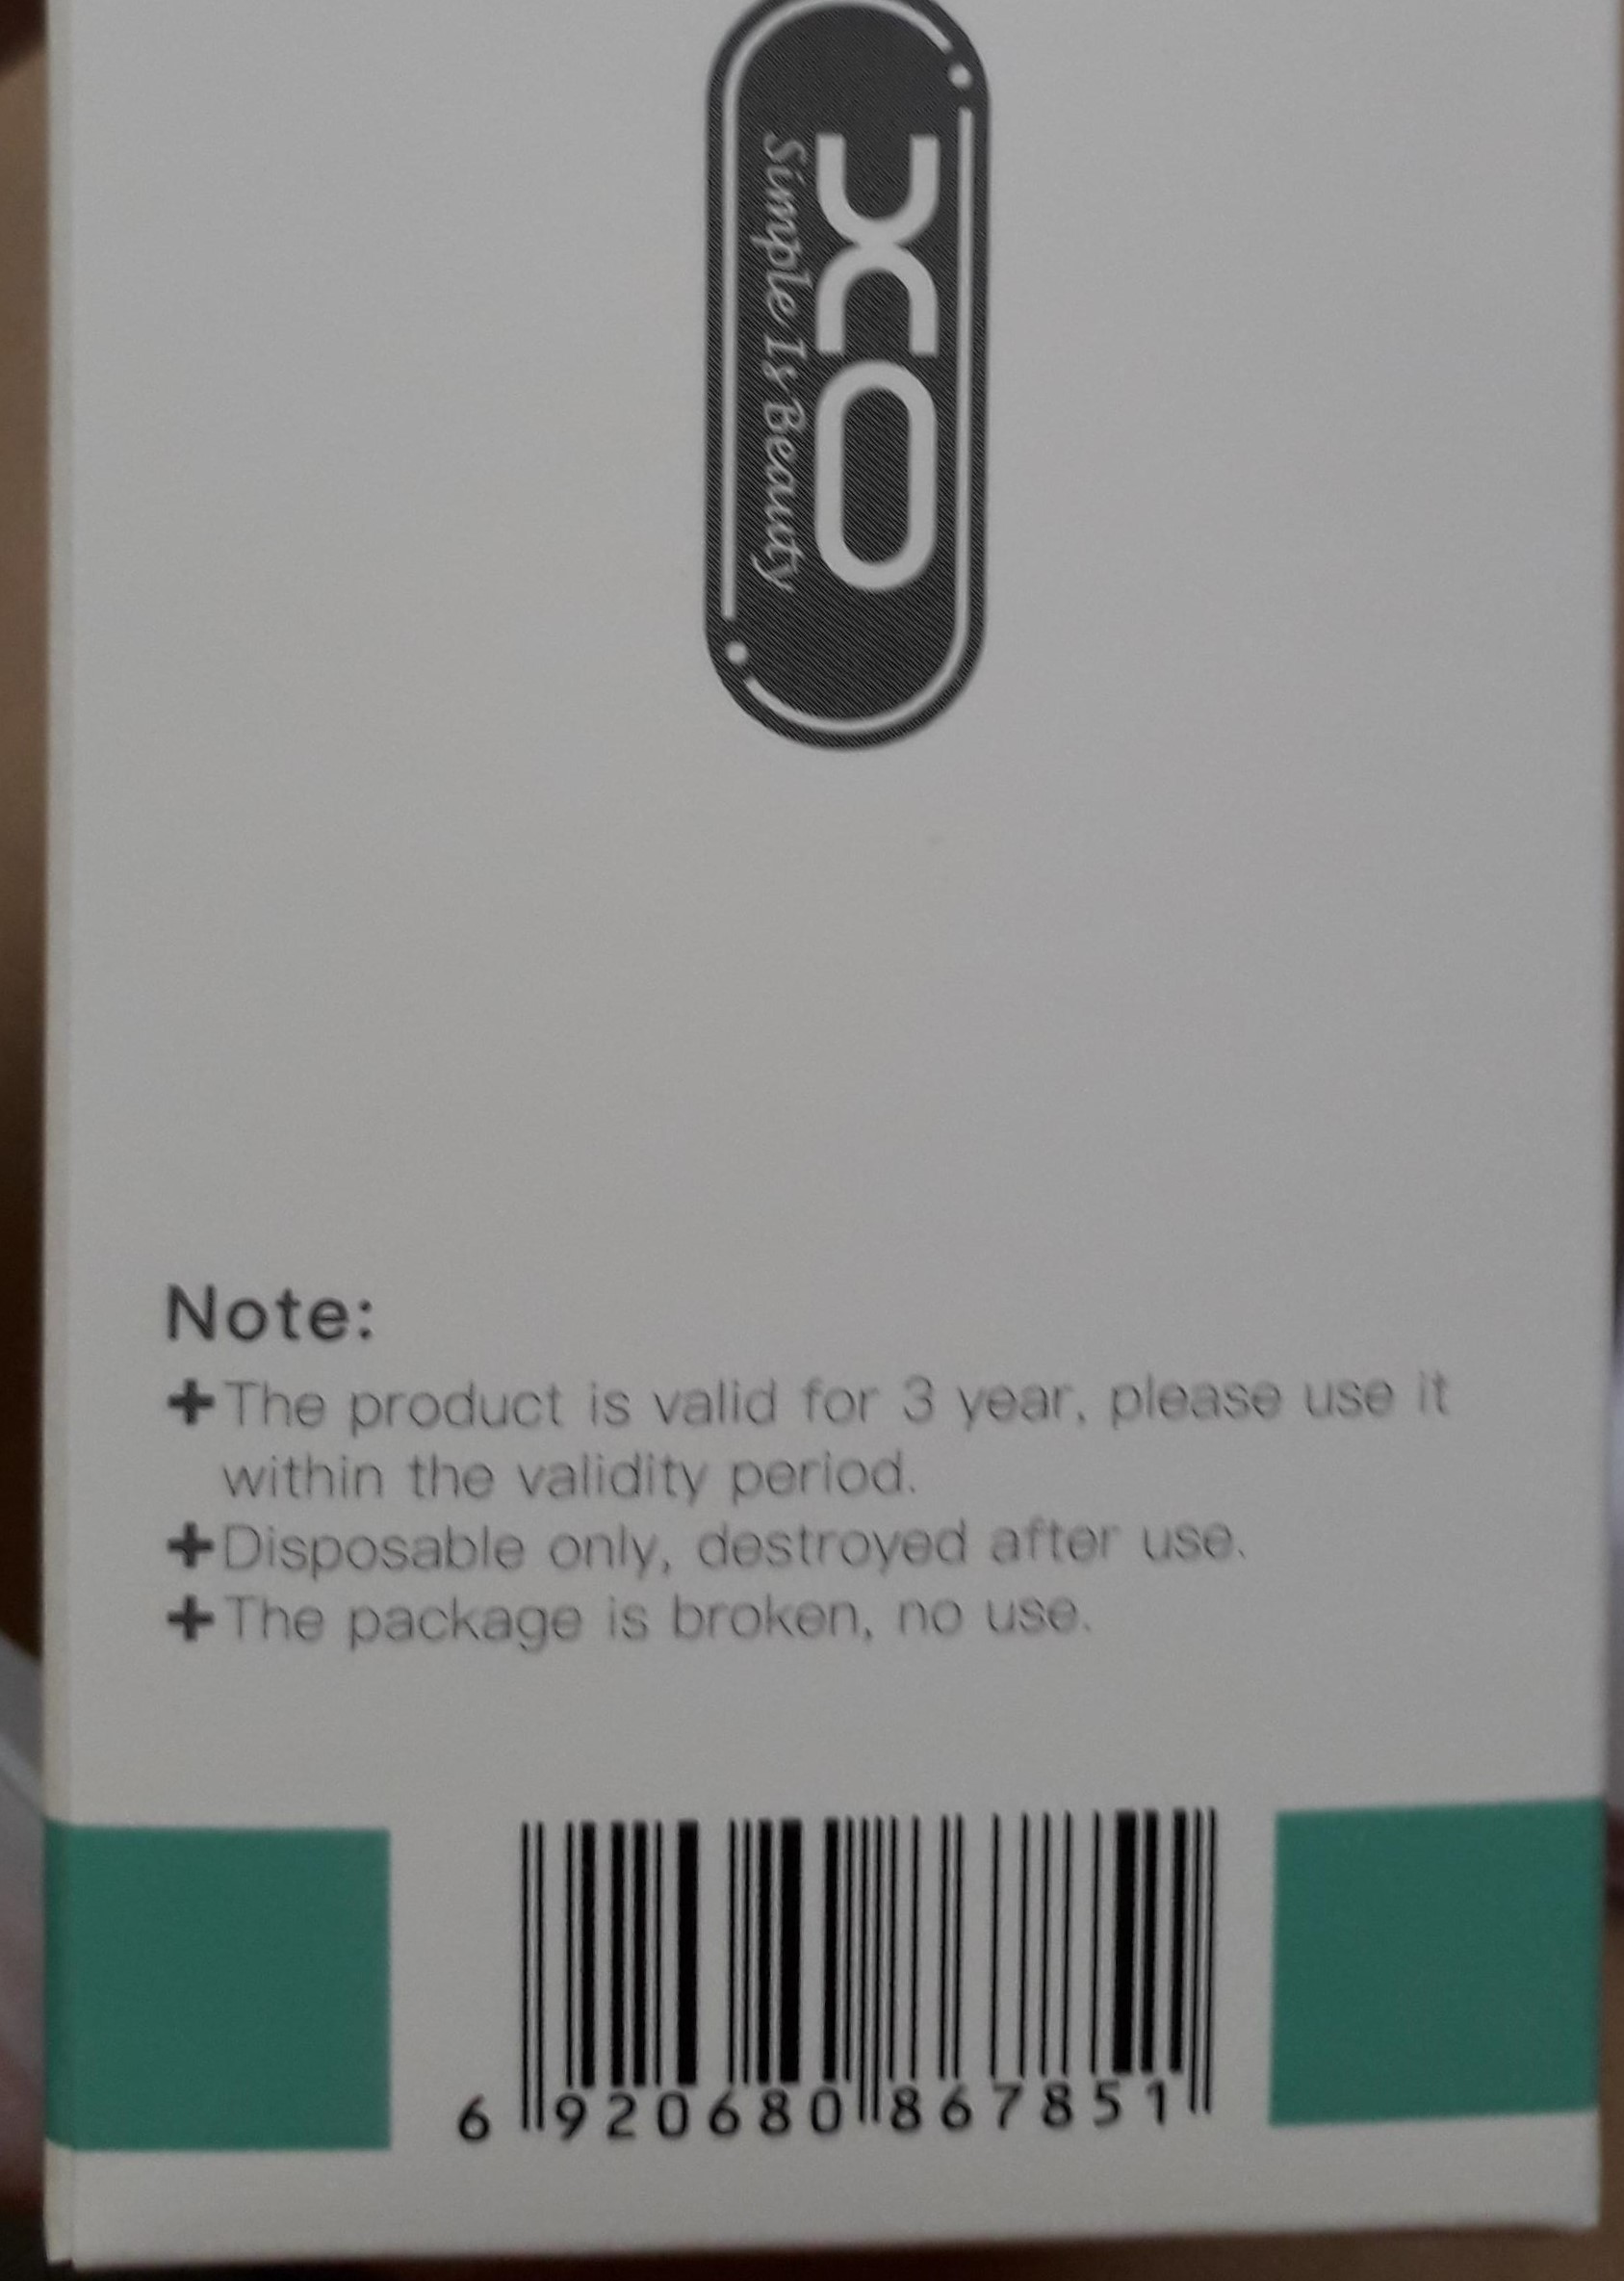 XO
Simple Is Beauty
Note:
+The product is valid for 3 year, please use it
within the validity period.
+Disposable only, destroyed after use.
+The package is broken, no use.
6 920680 867851